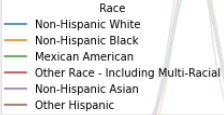 Race
Non-Hispanic White
Non-Hispanic Black
Mexican American
Other Race - Including Multi-Racial
Non-Hispanic Asian
Other Hispanic